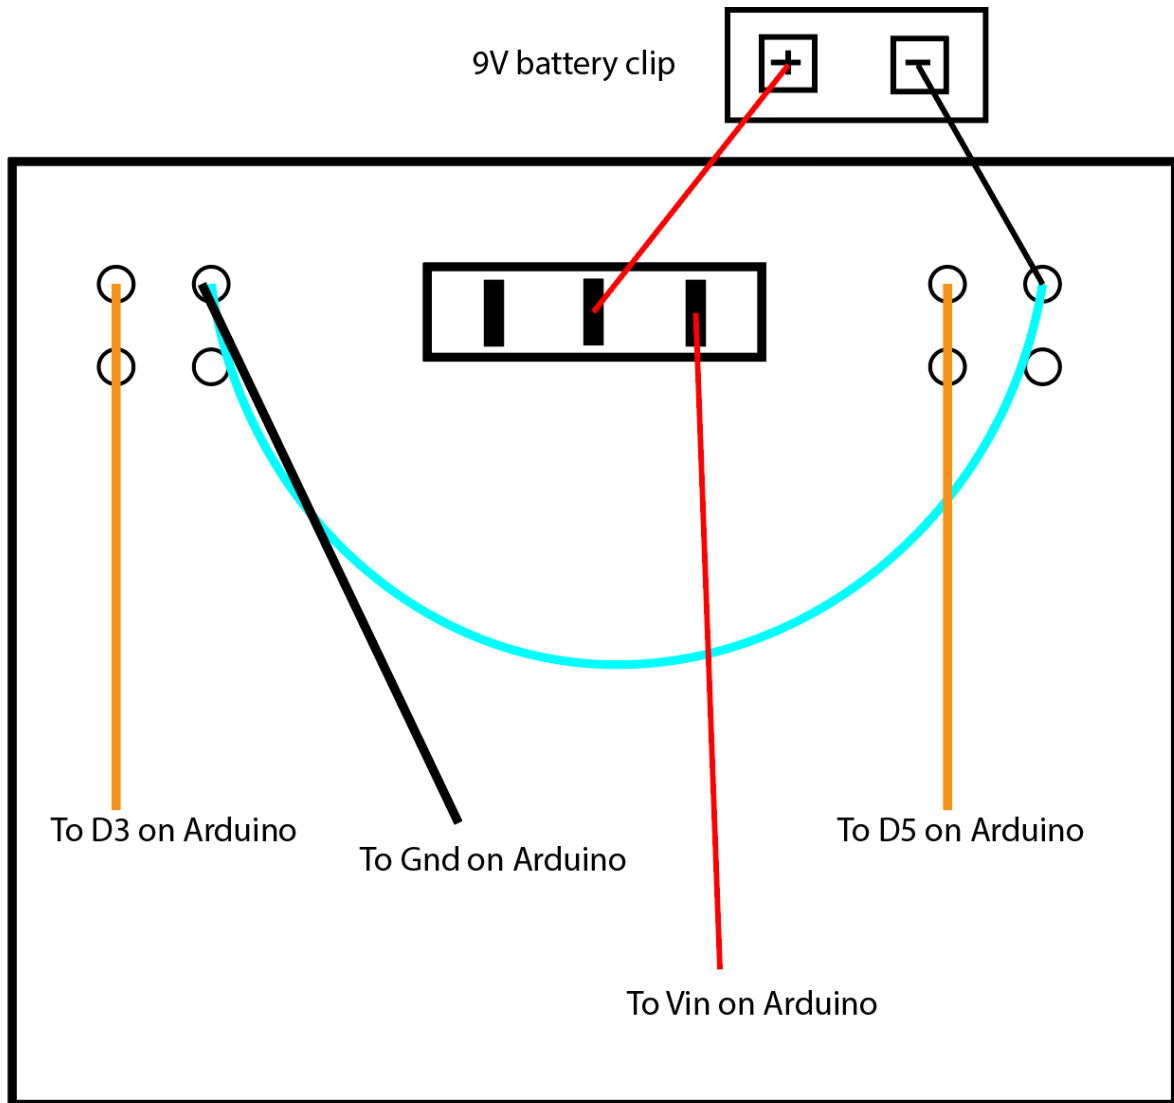 9V battery clip
+ -
To D3 on Arduino
To D5 on Arduino
To Gnd on Arduino
To Vin on Arduino